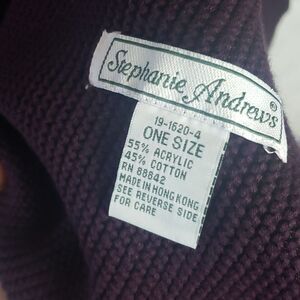 Stephanie Andrews®
19-1620-4
ONE SIZE
55% ACRYLIC
45% COTTON
RN 88842
MADE IN HONG KONG
SEE REVERSE SIDE
FOR CARE